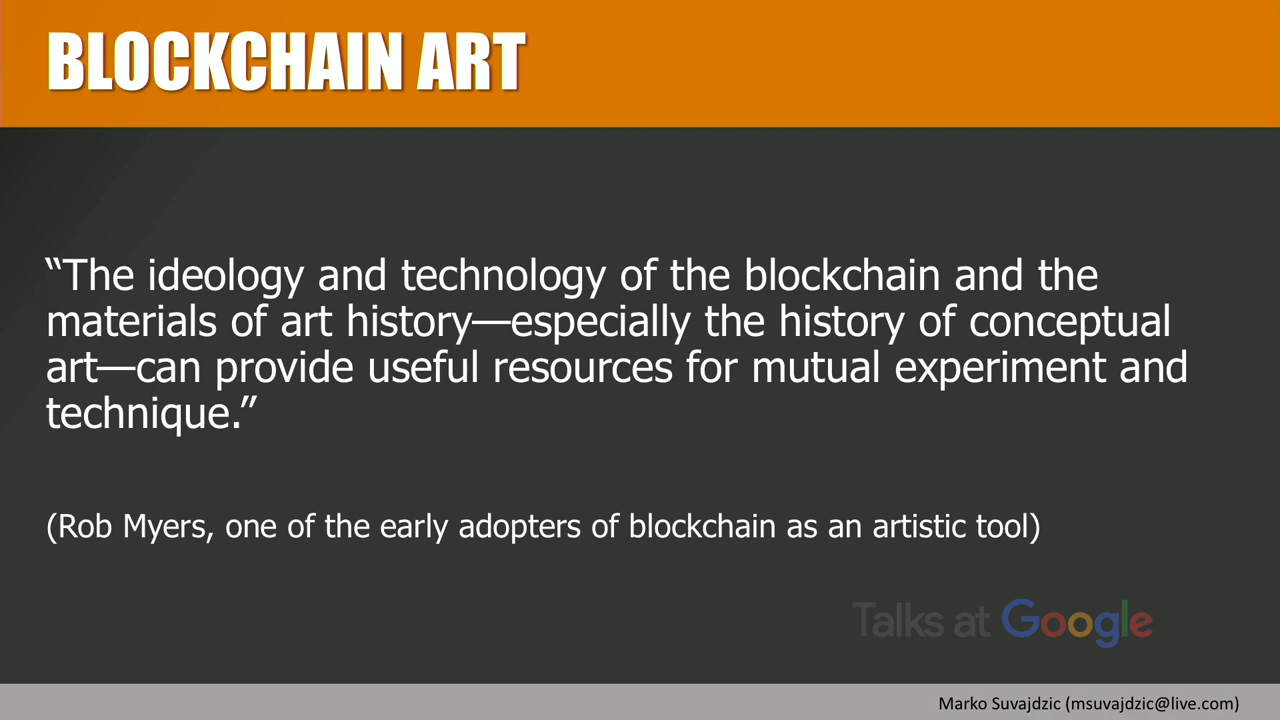 BLOCKCHAIN ART
“The ideology and technology of the blockchain and the
materials of art history—especially the history of conceptual
art—can provide useful resources for mutual experiment and
technique.”
(Rob Myers, one of the early adopters of blockchain as an artistic tool)
Talks at Google
Marko Suvajdzic (msuvajdzic@live.com)